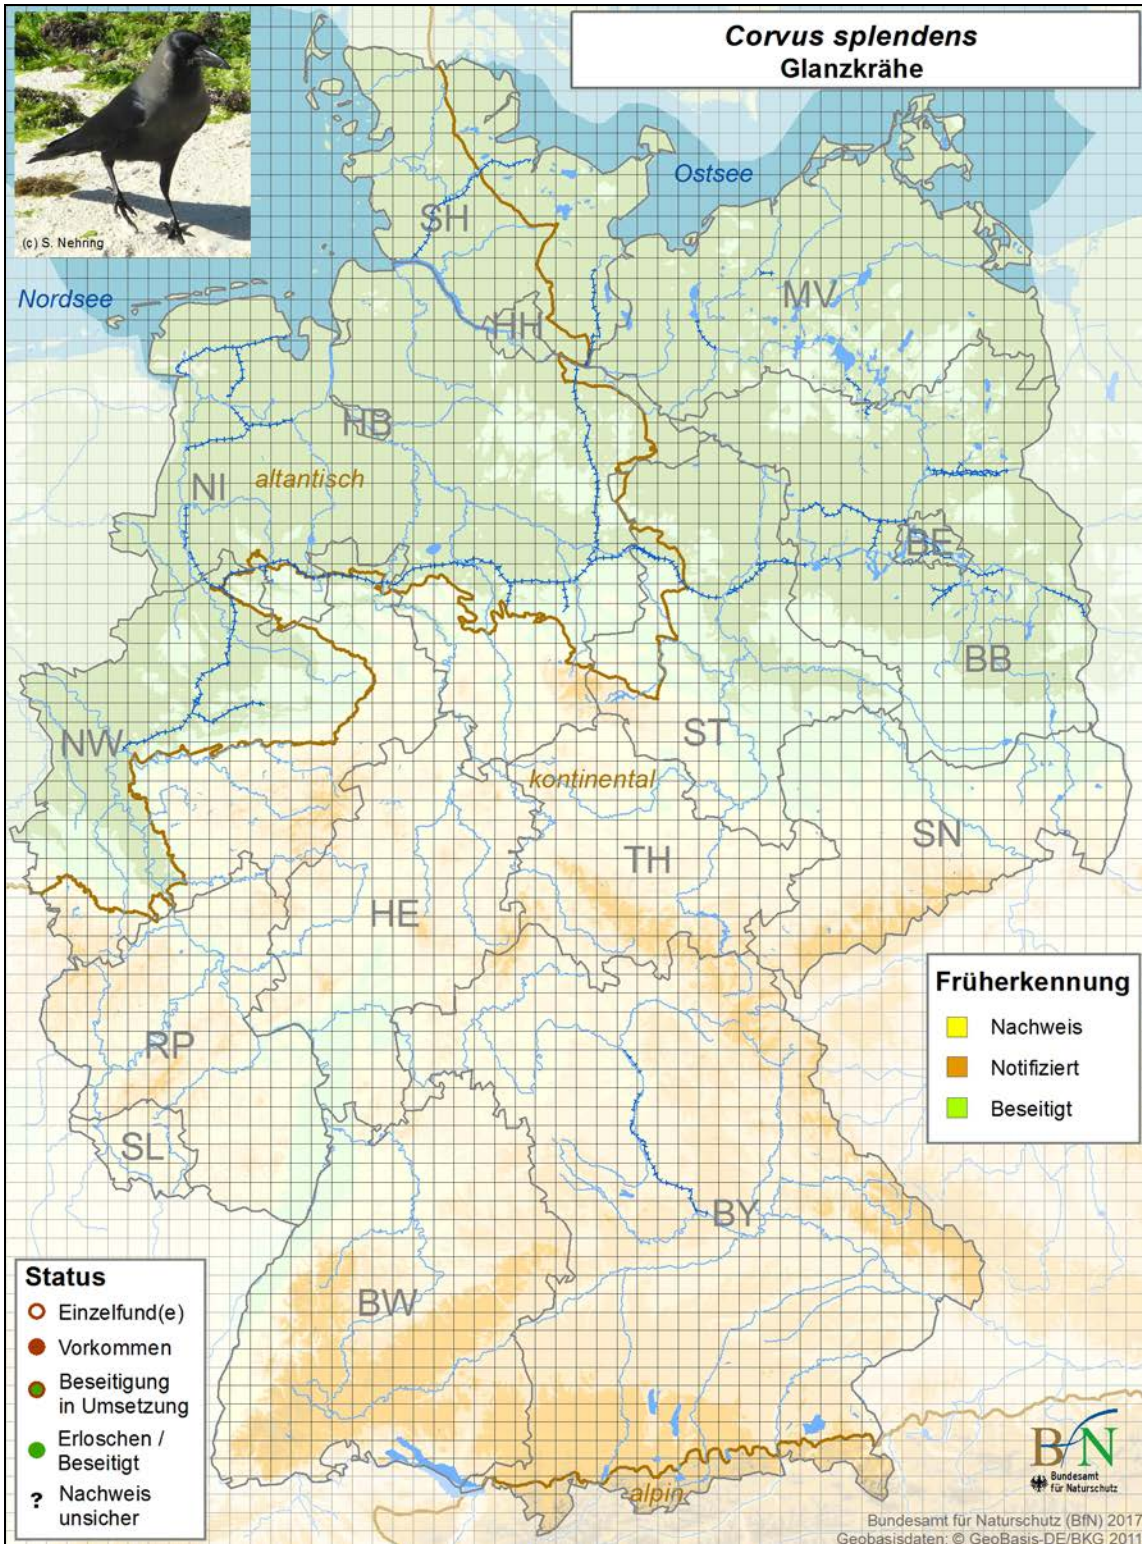 Corvus splendens
Glanzkrähe
(c) S. Nehring
Ostsee
Nordsee
SH
MV
HH
HB
NI
altantisch
BE
BB
NW
ST
kontinental
SN
TH
HE
RP
SL
BY
BW
alpin
Früherkennung
Nachweis
Notifiziert
Beseitigt
Status
Einzelfund(e)
Vorkommen
Beseitigung
in Umsetzung
Erloschen /
Beseitigt
? Nachweis
unsicher
BfN
Bundesamt
für Naturschutz
Bundesamt für Naturschutz (BfN) 2017
Geobasisdaten: © GeoBasis-DE/BKG 2011